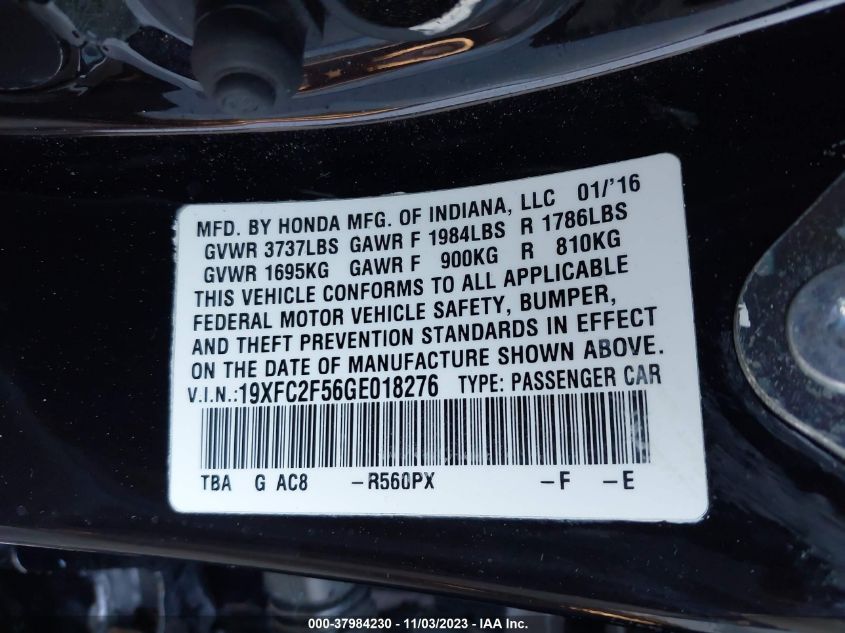 MFD. BY HONDA MFG. OF INDIANA, LLC 01/'16
GVWR 3737LBS GAWR F 1984LBS R 1786LBS
GVWR 1695KG GAWR F 900KG R 810KG
THIS VEHICLE CONFORMS TO ALL APPLICABLE
FEDERAL MOTOR VEHICLE SAFETY, BUMPER,
AND THEFT PREVENTION STANDARDS IN EFFECT
ON THE DATE OF MANUFACTURE SHOWN ABOVE.
V.I.N.:19XFC2F56GE018276 TYPE: PASSENGER CAR
TBA G AC8 -R560PX -F -E
000-37984230 - 11/03/2023 - IAA Inc.